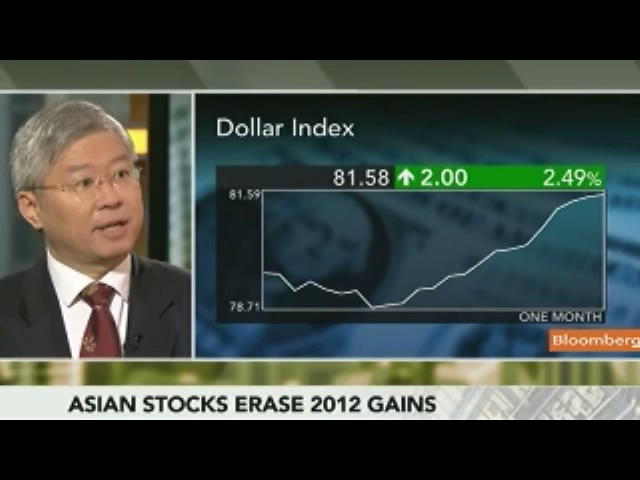 Dollar Index
81.58 ↑ 2.00 2.49%
81.59
78.71
ONE MONTH
Bloomberg
ASIAN STOCKS ERASE 2012 GAINS